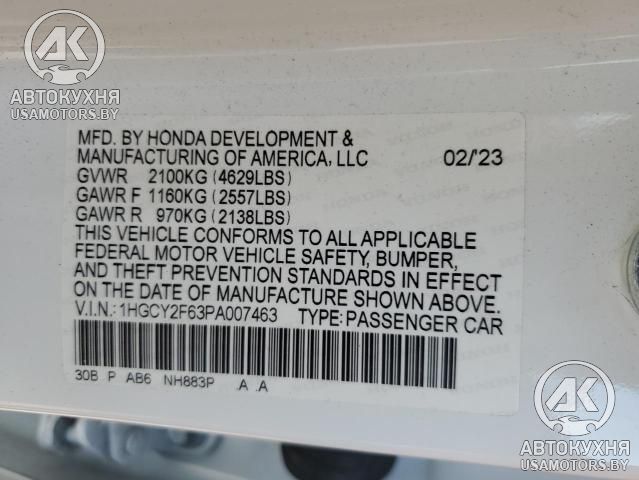 АВТОКУХНЯ
USAMOTORS.BY
MFD. BY HONDA DEVELOPMENT &
MANUFACTURING OF AMERICA, LLC 02/'23
GVWR 2100KG (4629LBS)
GAWR F 1160KG (2557LBS)
GAWR R 970KG (2138LBS)
THIS VEHICLE CONFORMS TO ALL APPLICABLE
FEDERAL MOTOR VEHICLE SAFETY, BUMPER,
AND THEFT PREVENTION STANDARDS IN EFFECT
ON THE DATE OF MANUFACTURE SHOWN ABOVE.
V.I.N.: 1HGCY2F63PA007463 TYPE: PASSENGER CAR
30B P AB6 NH883P .A .A
АВТОКУХНЯ
USAMOTORS.BY